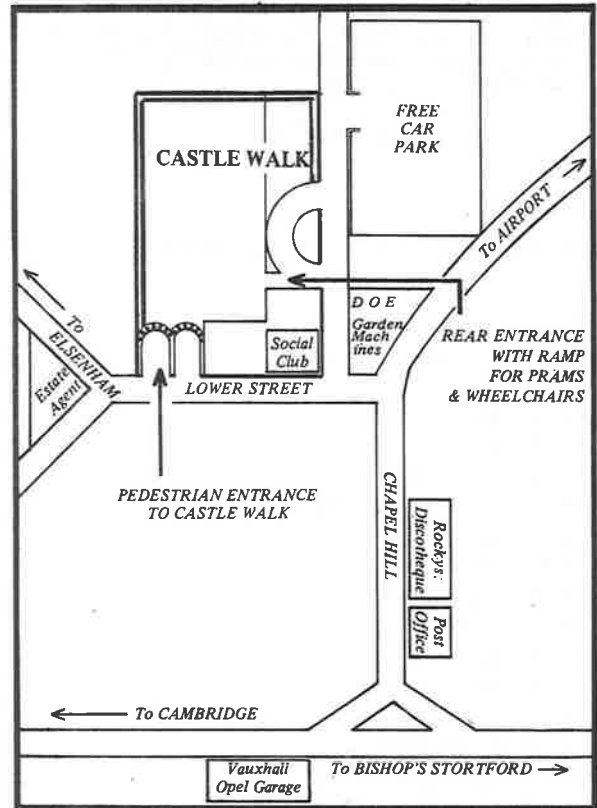 FREE
CAR
PARK
CASTLE WALK
To AIRPORT
To
ELSENHAM
Estate
Agent
D O E
Garden
Mach
ines
REAR ENTRANCE
WITH RAMP
FOR PRAMS
& WHEELCHAIRS
Social
Club
LOWER STREET
PEDESTRIAN ENTRANCE
TO CASTLE WALK
CHAPEL HILL
Rockys:
Discotheque
Post
Office
To CAMBRIDGE
Vauxhall
Opel Garage
To BISHOP'S STORTFORD